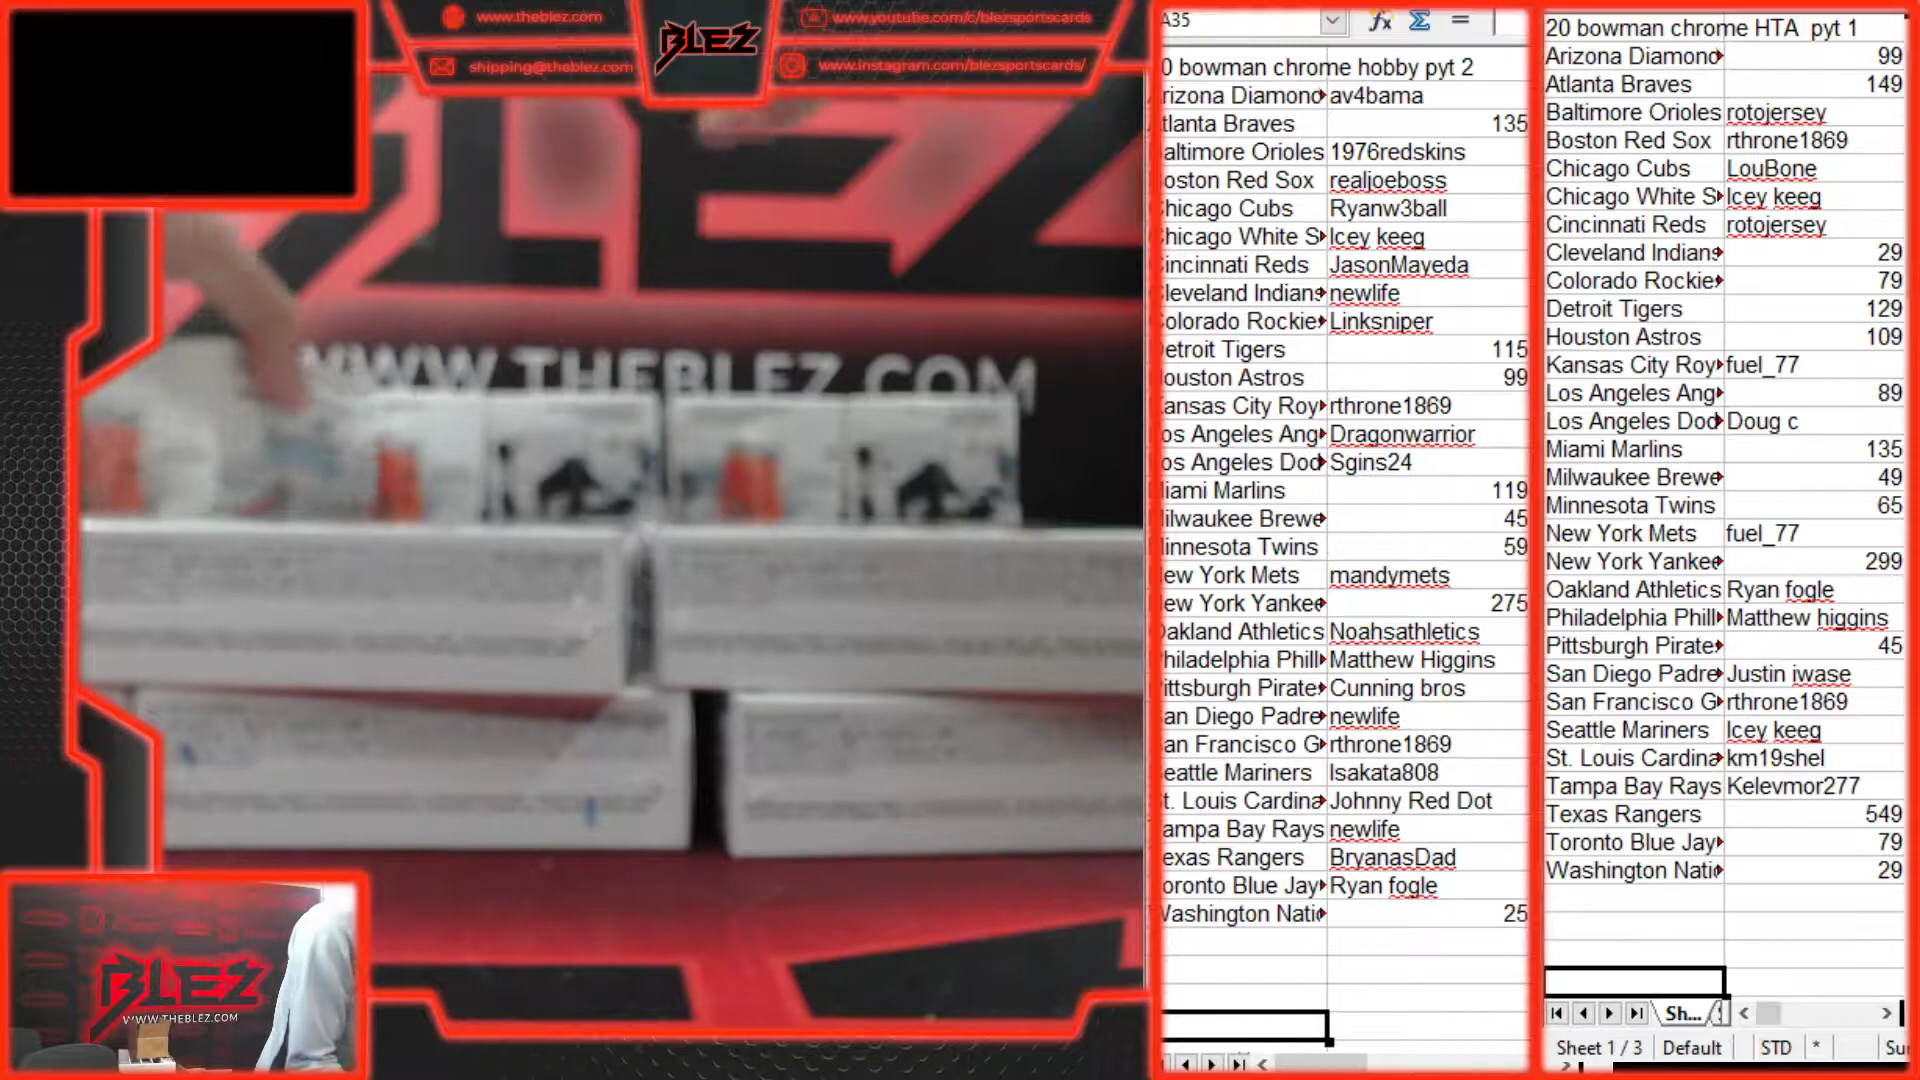 www.theblez.com
shipping@theblez.com
BLEZ
www.youtube.com/c/blezsportscards
www.instagram.com/blezsportscards/
WWW.THEBLEZ.COM
BLEZ
WWW.THEBLEZ.COM
A35
0 bowman chrome hobby pyt 2
rizona Diamond av4bama
tlanta Braves 135
altimore Orioles 1976redskins
oston Red Sox realjoeboss
hicago Cubs Ryanw3ball
hicago White S Icey keeg
incinnati Reds JasonMayeda
leveland Indians newlife
olorado Rockie Linksniper
etroit Tigers 115
ouston Astros 99
ansas City Roy rthrone1869
os Angeles Ang Dragonwarrior
os Angeles Dod Sgins24
iami Marlins 119
ilwaukee Brewe 45
innesota Twins 59
ew York Mets mandymets
ew York Yankee 275
Oakland Athletics Noahsathletics
hiladelphia Phill Matthew Higgins
ittsburgh Pirate Cunning bros
an Diego Padre newlife
an Francisco G rthrone1869
eattle Mariners Isakata808
t. Louis Cardina Johnny Red Dot
ampa Bay Rays newlife
exas Rangers BryanasDad
oronto Blue Jay Ryan fogle
Washington Natio 25
20 bowman chrome HTA pyt 1
Arizona Diamond 99
Atlanta Braves 149
Baltimore Orioles rotojersey
Boston Red Sox rthrone1869
Chicago Cubs LouBone
Chicago White S Icey keeg
Cincinnati Reds rotojersey
Cleveland Indians 29
Colorado Rockie 79
Detroit Tigers 129
Houston Astros 109
Kansas City Roy fuel_77
Los Angeles Ang 89
Los Angeles Dod Doug c
Miami Marlins 135
Milwaukee Brewe 49
Minnesota Twins 65
New York Mets fuel_77
New York Yankee 299
Oakland Athletics Ryan fogle
Philadelphia Phill Matthew higgins
Pittsburgh Pirate 45
San Diego Padre Justin iwase
San Francisco G rthrone1869
Seattle Mariners Icey keeg
St. Louis Cardina km19shel
Tampa Bay Rays Kelevmor277
Texas Rangers 549
Toronto Blue Jay 79
Washington Natio 29
Sh...
Sheet 1 / 3 Default STD * Su